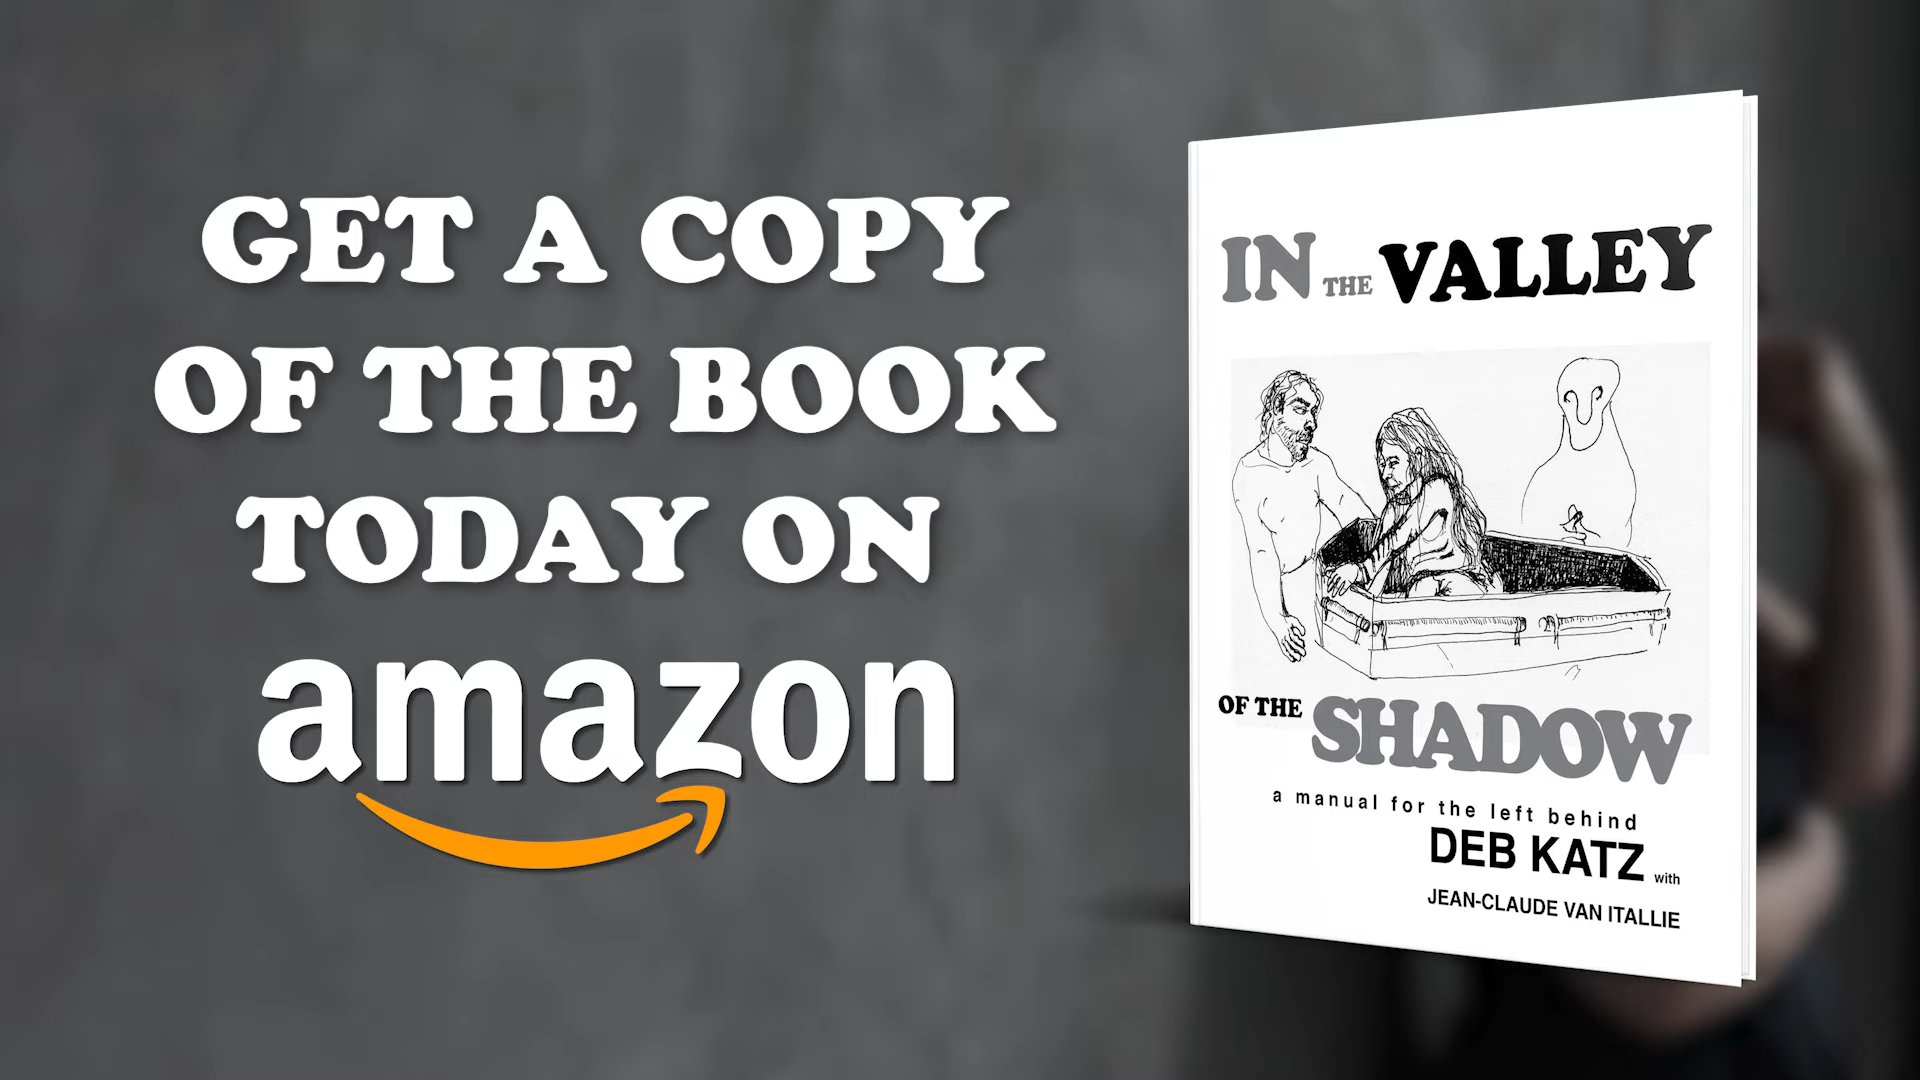 GET A COPY
OF THE BOOK
TODAY ON
amazon
IN THE VALLEY
OF THE SHADOW
a manual for the left behind
DEB KATZ with
JEAN-CLAUDE VAN ITALLIE